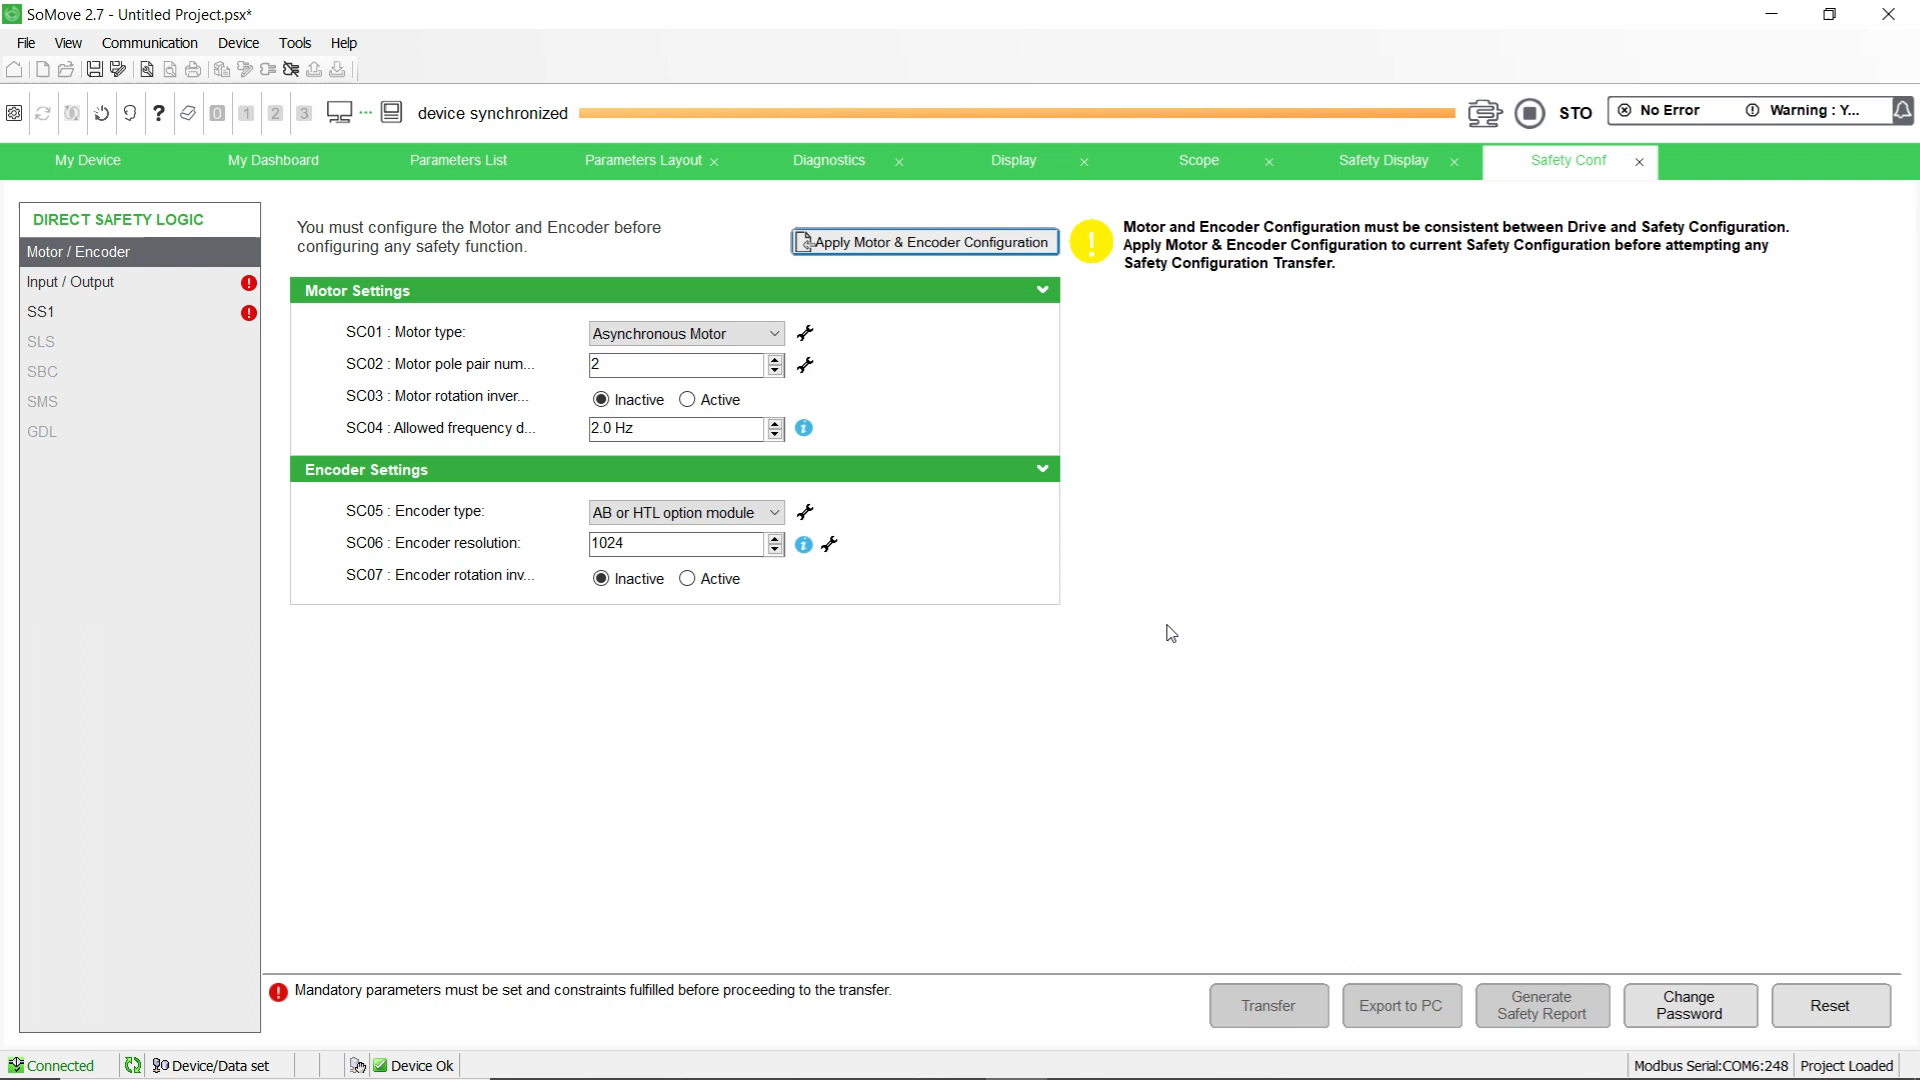 SoMove 2.7 - Untitled Project.psx*
File View Communication Device Tools Help
0 1 2 3 device synchronized STO No Error Warning : Y...
My Device My Dashboard Parameters List Parameters Layout Diagnostics Display Scope Safety Display Safety Conf
DIRECT SAFETY LOGIC
Motor / Encoder
Input / Output
SS1
SLS
SBC
SMS
GDL
You must configure the Motor and Encoder before
configuring any safety function.
Apply Motor & Encoder Configuration
Motor and Encoder Configuration must be consistent between Drive and Safety Configuration.
Apply Motor & Encoder Configuration to current Safety Configuration before attempting any
Safety Configuration Transfer.
Motor Settings
SC01 : Motor type: Asynchronous Motor
SC02 : Motor pole pair num... 2
SC03 : Motor rotation inver... Inactive Active
SC04 : Allowed frequency d... 2.0 Hz
Encoder Settings
SC05 : Encoder type: AB or HTL option module
SC06 : Encoder resolution: 1024
SC07 : Encoder rotation inv... Inactive Active
Mandatory parameters must be set and constraints fulfilled before proceeding to the transfer.
Transfer
Export to PC
Generate
Safety Report
Change
Password
Reset
Connected Device/Data set Device Ok Modbus Serial:COM6:248 Project Loaded